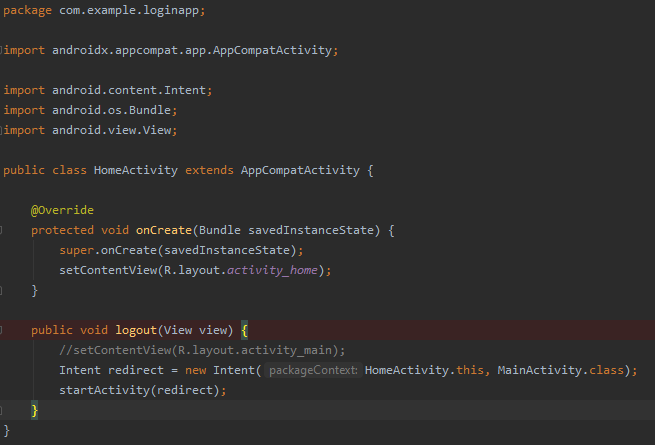 package com.example.loginapp;
import androidx.appcompat.app.AppCompatActivity;
import android.content.Intent;
import android.os.Bundle;
import android.view.View;
public class HomeActivity extends AppCompatActivity {
@Override
protected void onCreate(Bundle savedInstanceState) {
super.onCreate(savedInstanceState);
setContentView(R.layout.activity_home);
}
public void logout(View view) {
//setContentView(R.layout.activity_main);
Intent redirect = new Intent( packageContext: HomeActivity.this, MainActivity.class);
startActivity(redirect);
}
}